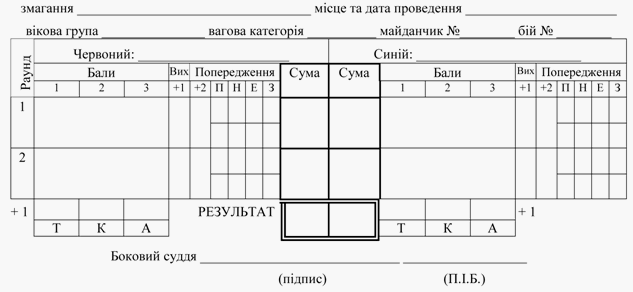 змагання місце та дата проведення
вікова група вагова категорія майданчик № бій №
Раунд Червоний: Синій:
Бали Вих Попередження Сума Сума Бали Вих Попередження
1 2 3 +1 +2 П Н Е З 1 2 3 +1 +2 П Н Е З
1
2
+ 1 РЕЗУЛЬТАТ + 1
Т К А Т К А
Боковий суддя
(підпис) (П.І.Б.)